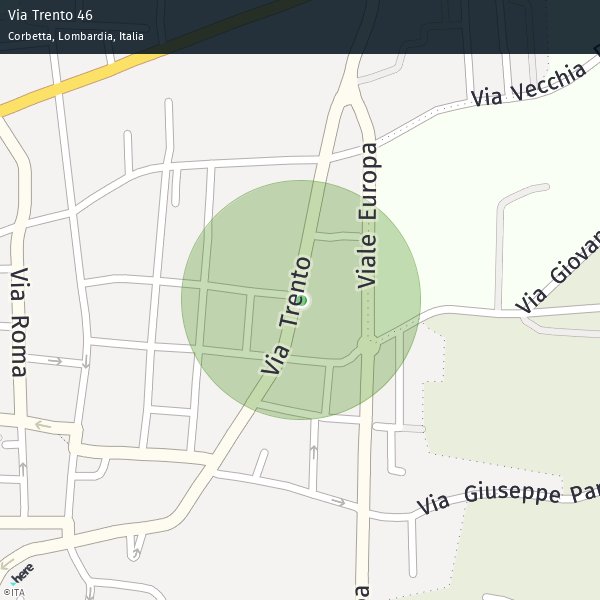 Via Trento 46
Corbetta, Lombardia, Italia
Via Vecchia
Viale Europa
Via Giovan
Via Trento
Via Roma
Via Giuseppe Par
here
©ITA